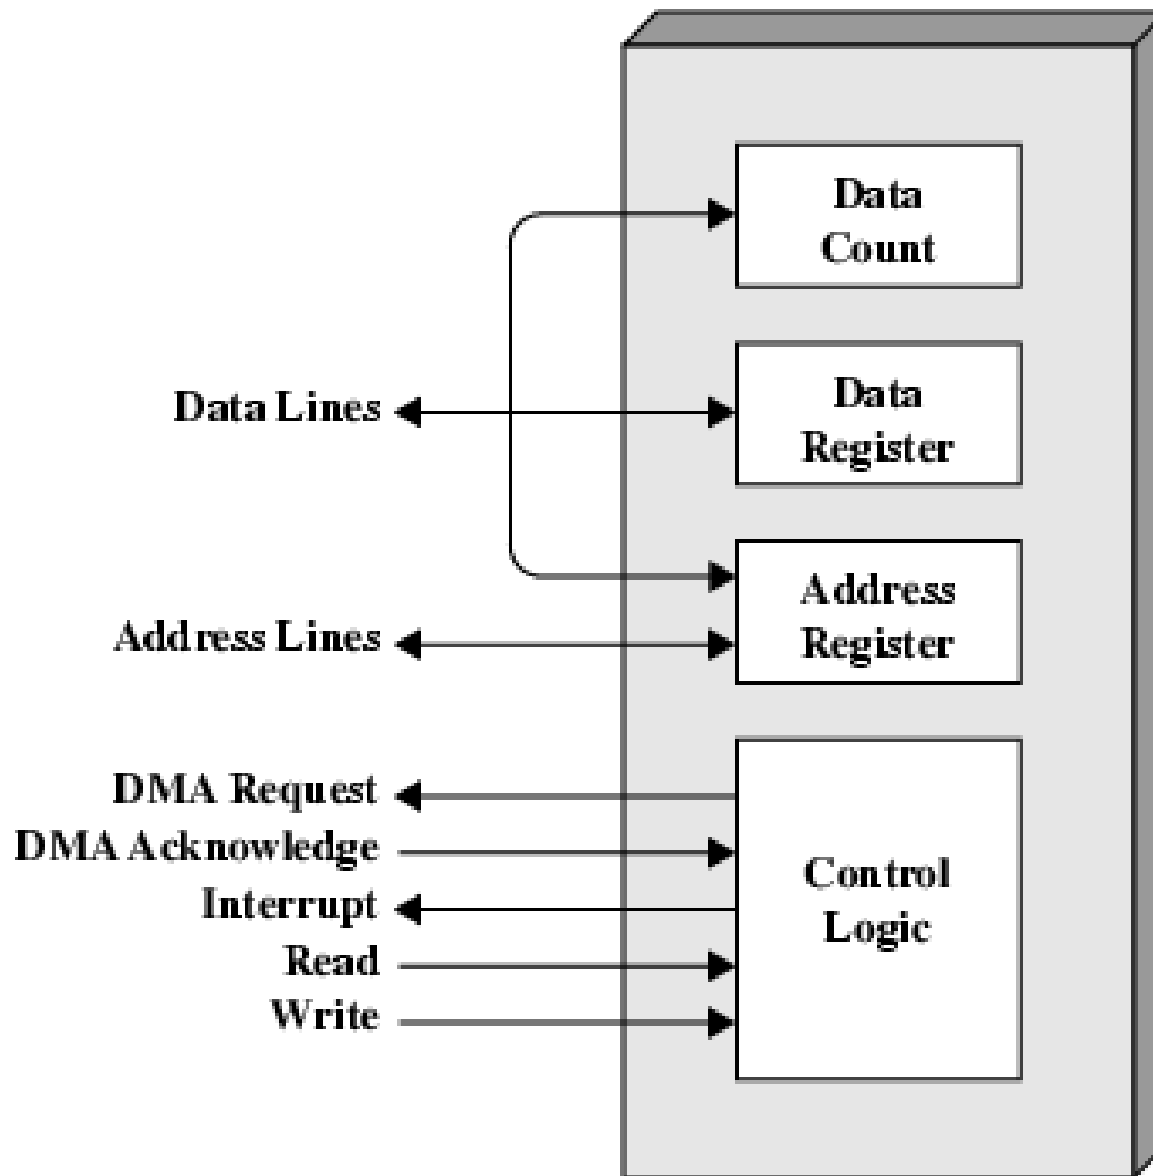 Data
Count
Data Lines
Data
Register
Address Lines
Address
Register
DMA Request
DMA Acknowledge
Interrupt
Read
Write
Control
Logic